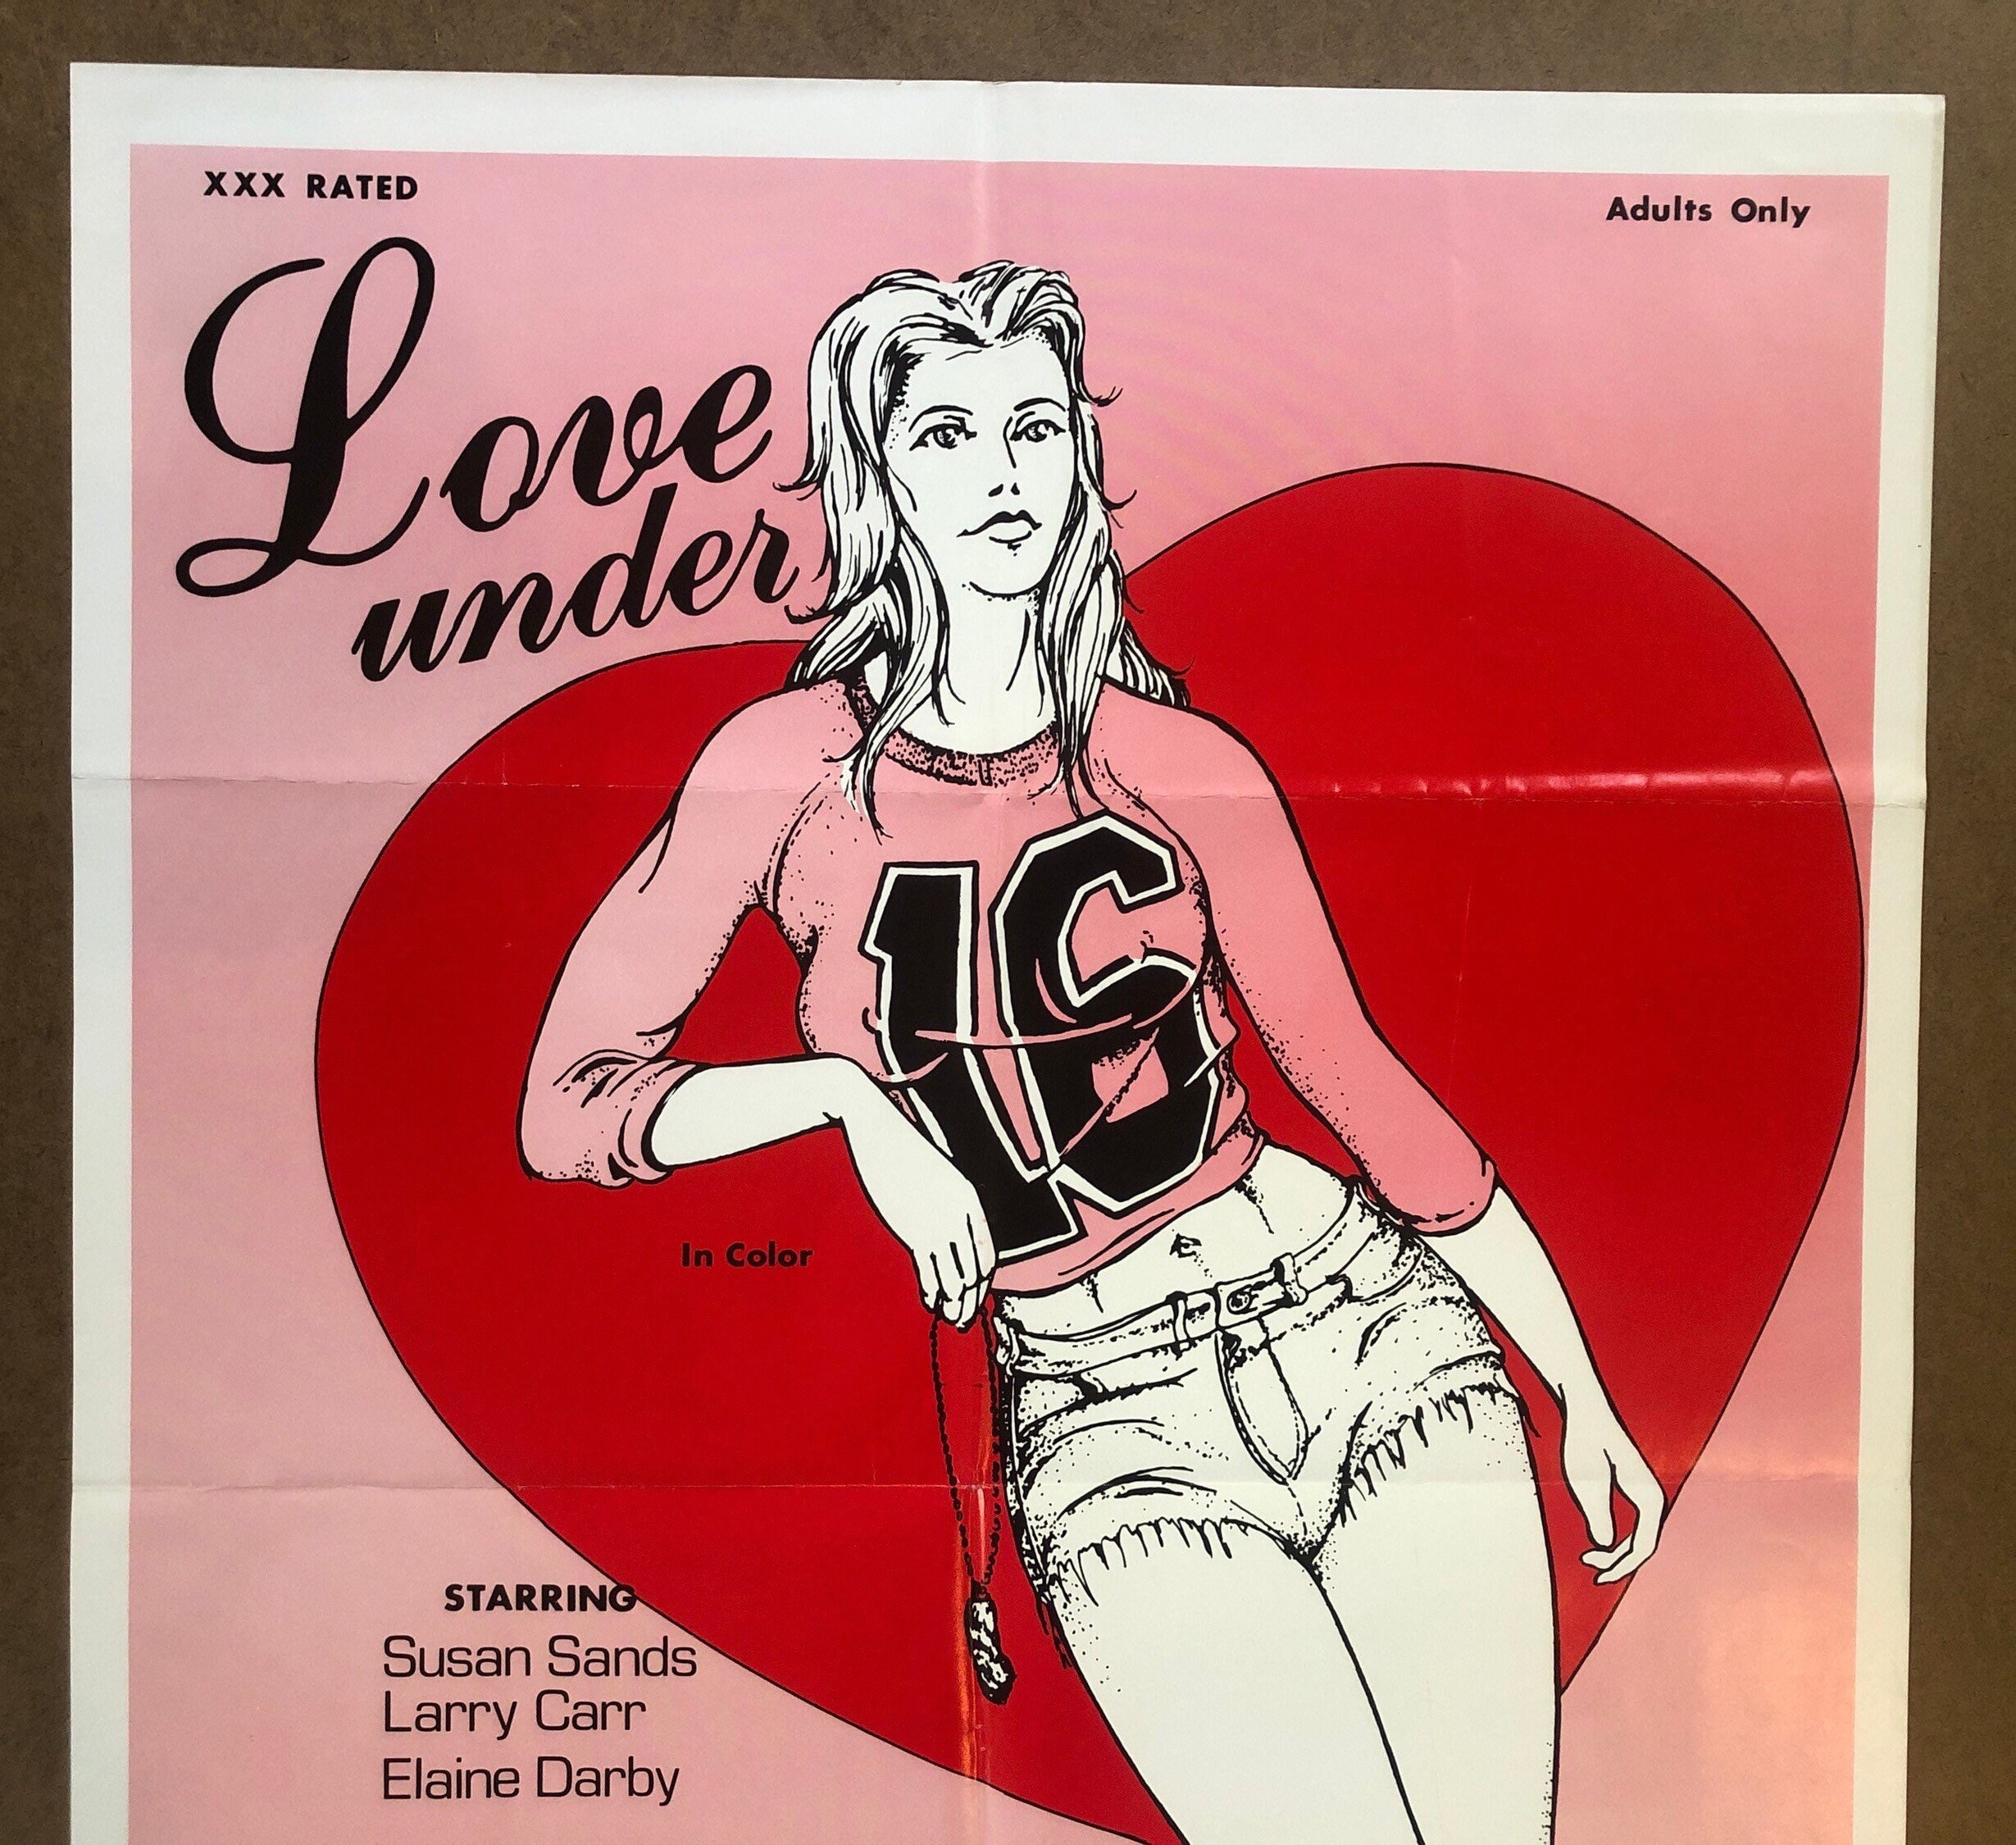 XXX RATED
Adults Only
Love
under
16
In Color
STARRING
Susan Sands
Larry Carr
Elaine Darby